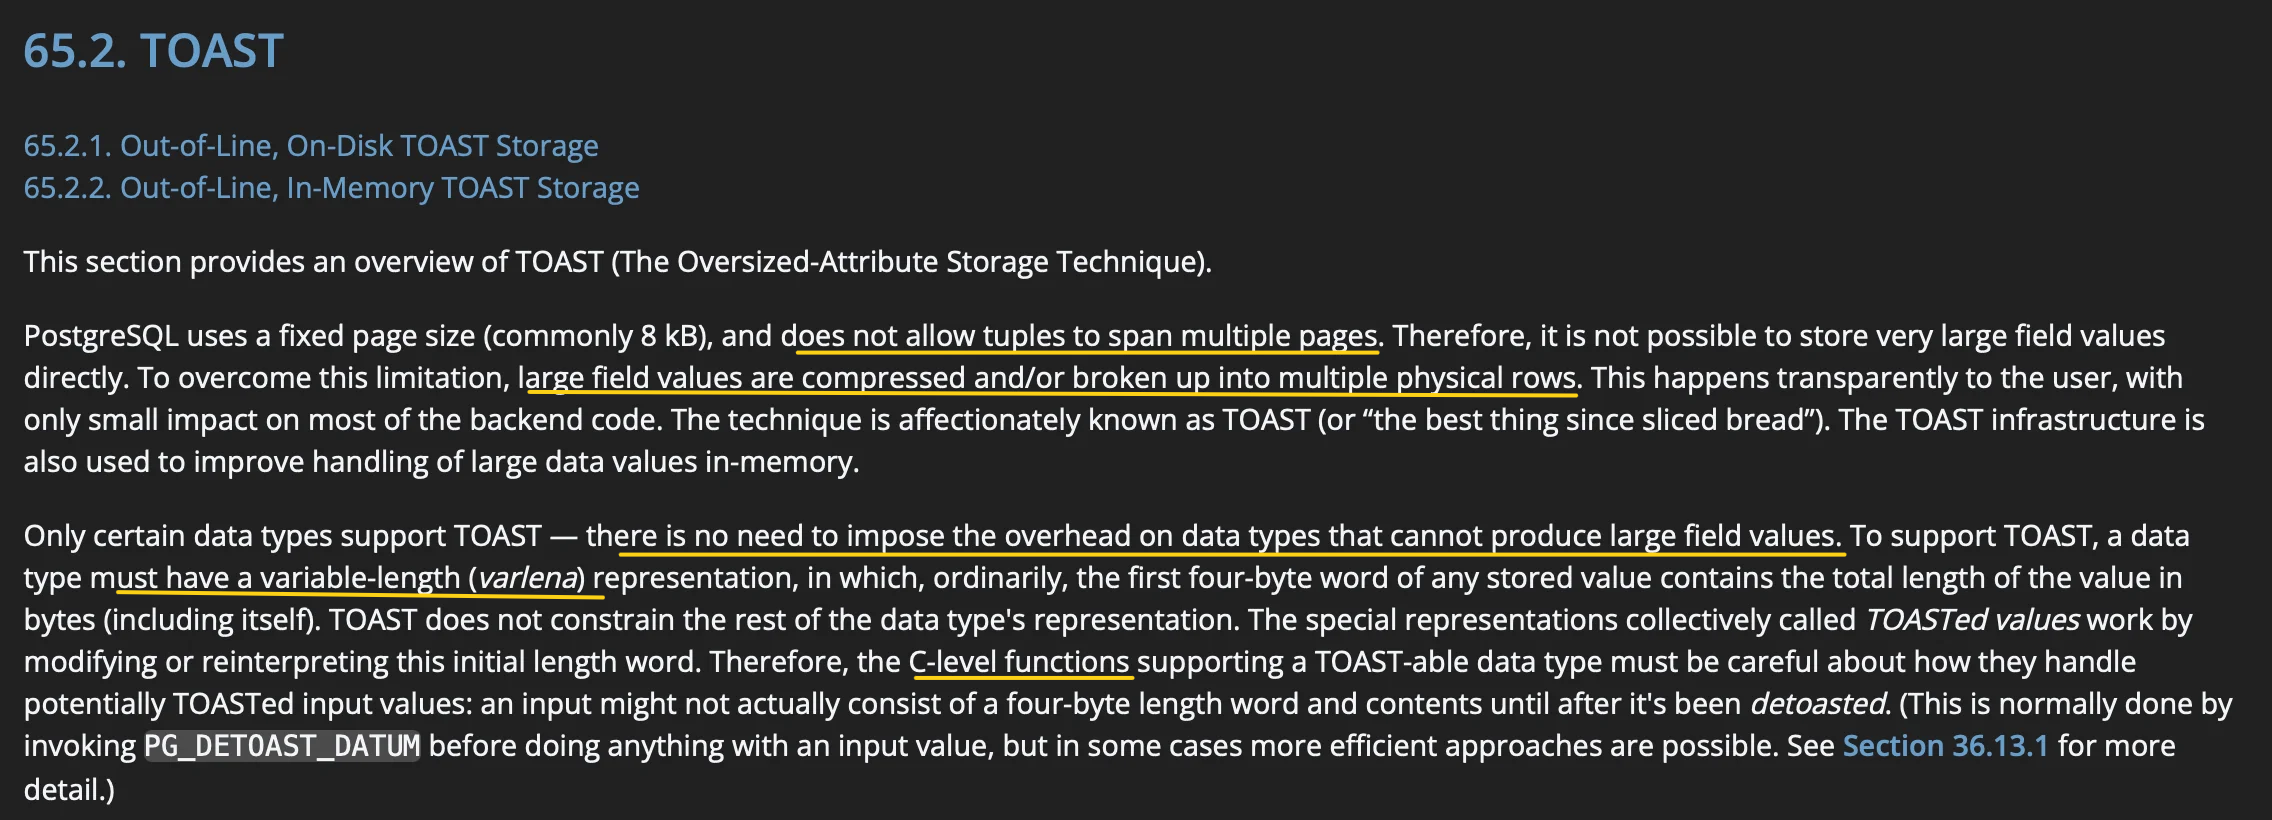 65.2. TOAST
65.2.1. Out-of-Line, On-Disk TOAST Storage
65.2.2. Out-of-Line, In-Memory TOAST Storage
This section provides an overview of TOAST (The Oversized-Attribute Storage Technique).
PostgreSQL uses a fixed page size (commonly 8 kB), and does not allow tuples to span multiple pages. Therefore, it is not possible to store very large field values
directly. To overcome this limitation, large field values are compressed and/or broken up into multiple physical rows. This happens transparently to the user, with
only small impact on most of the backend code. The technique is affectionately known as TOAST (or “the best thing since sliced bread”). The TOAST infrastructure is
also used to improve handling of large data values in-memory.
Only certain data types support TOAST — there is no need to impose the overhead on data types that cannot produce large field values. To support TOAST, a data
type must have a variable-length (varlena) representation, in which, ordinarily, the first four-byte word of any stored value contains the total length of the value in
bytes (including itself). TOAST does not constrain the rest of the data type's representation. The special representations collectively called TOASTed values work by
modifying or reinterpreting this initial length word. Therefore, the C-level functions supporting a TOAST-able data type must be careful about how they handle
potentially TOASTed input values: an input might not actually consist of a four-byte length word and contents until after it's been detoasted. (This is normally done by
invoking PG_DETOAST_DATUM before doing anything with an input value, but in some cases more efficient approaches are possible. See Section 36.13.1 for more
detail.)